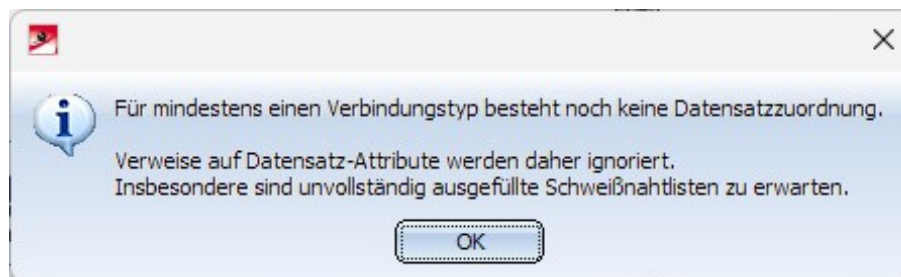 Für mindestens einen Verbindungstyp besteht noch keine Datensatzzuordnung.
Verweise auf Datensatz-Attribute werden daher ignoriert.
Insbesondere sind unvollständig ausgefüllte Schweißnahtlisten zu erwarten.
OK